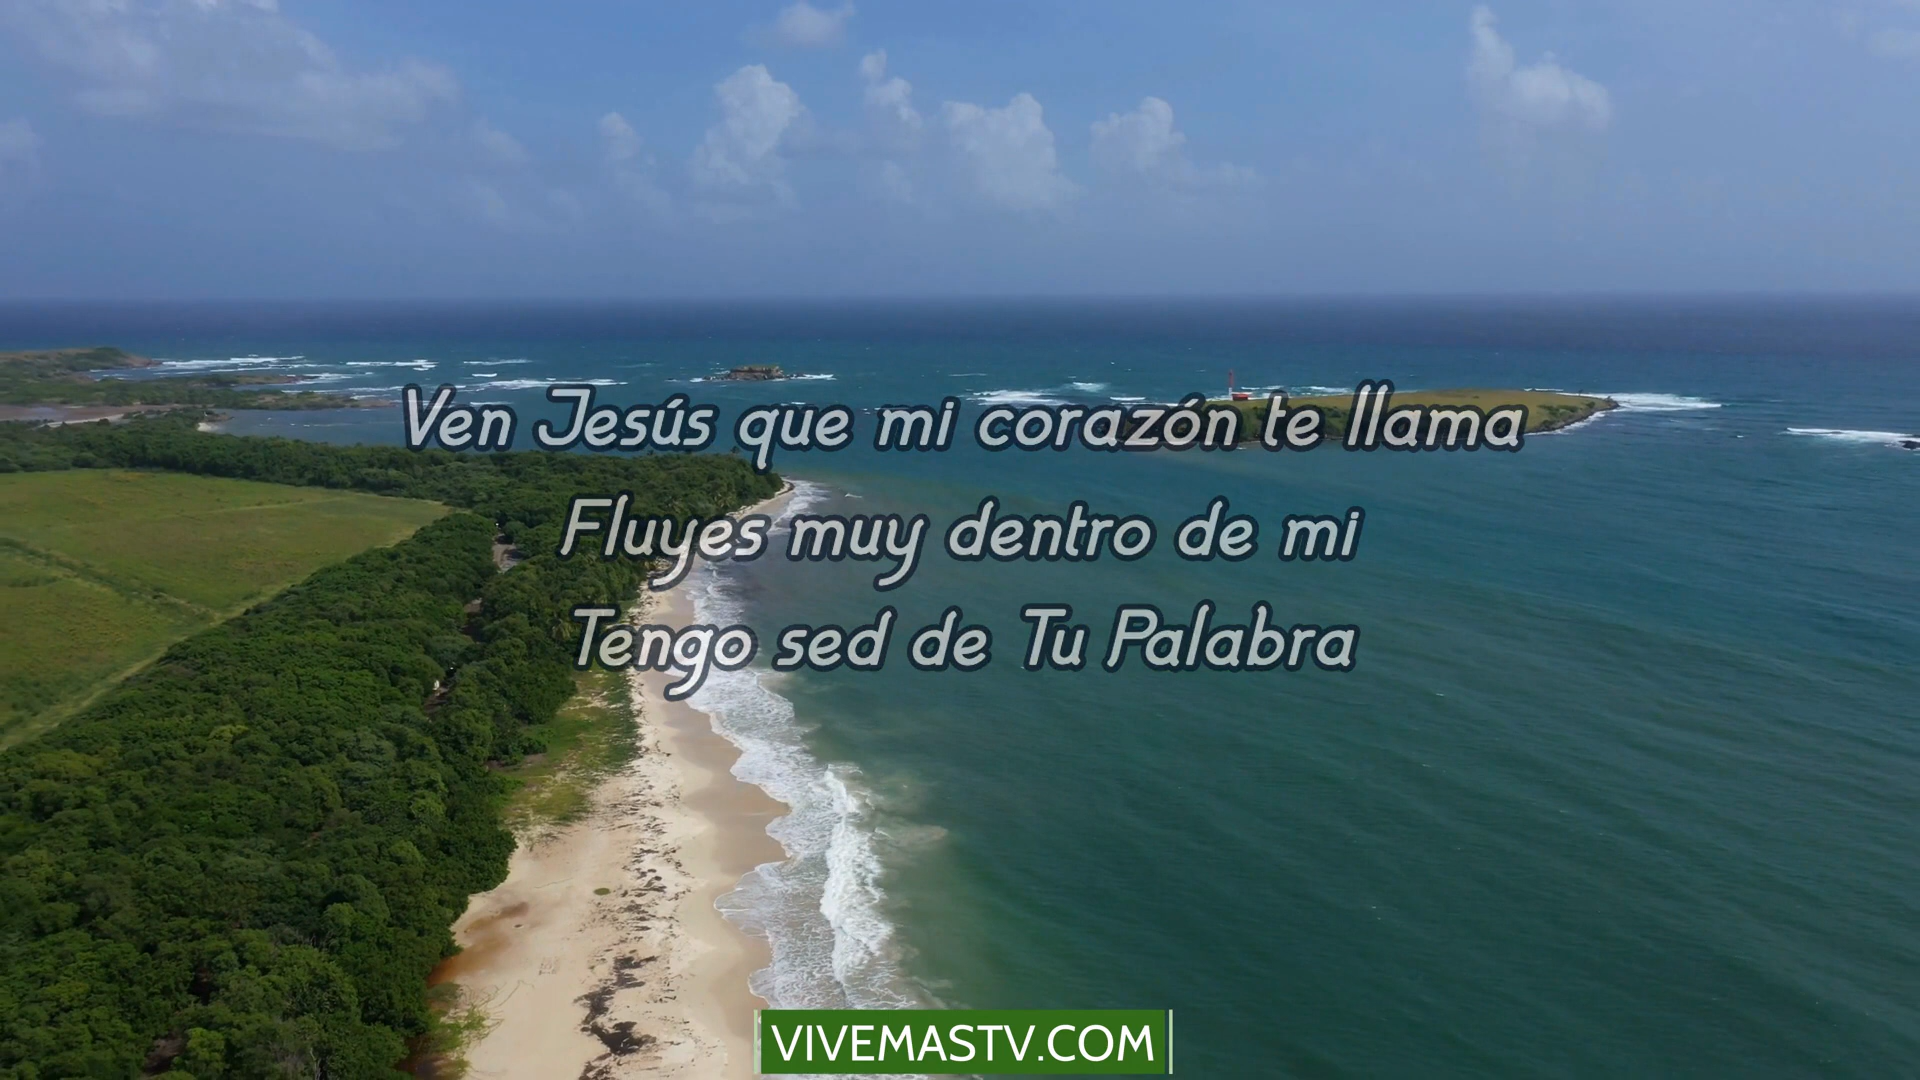 Ven Jesús que mi corazón te llama
Fluyes muy dentro de mi
Tengo sed de Tu Palabra
VIVEMASTV.COM